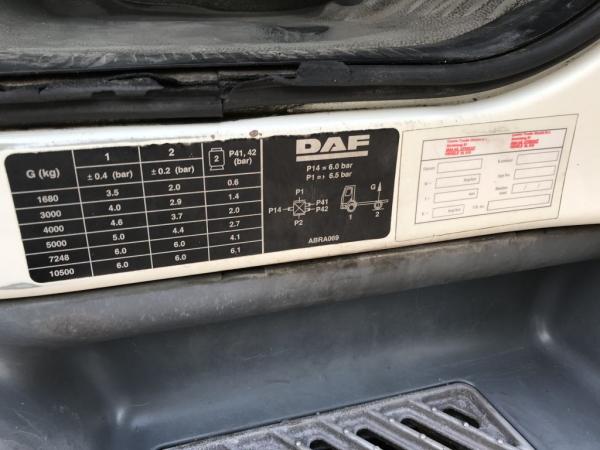 G (kg) 1 2 2 P41, 42
± 0.4 (bar) ± 0.2 (bar) (bar)
1680 3.5 2.0 0.6
3000 4.0 2.9 1.4
4000 4.6 3.7 2.0
5000 5.0 4.4 2.7
7248 6.0 6.0 4.1
10500 6.0 6.0 6.1
DAF
P14 = 6.0 bar
P1 = 6.5 bar
P1 G
P14 P41
P42
P2 1 2
ABRA069